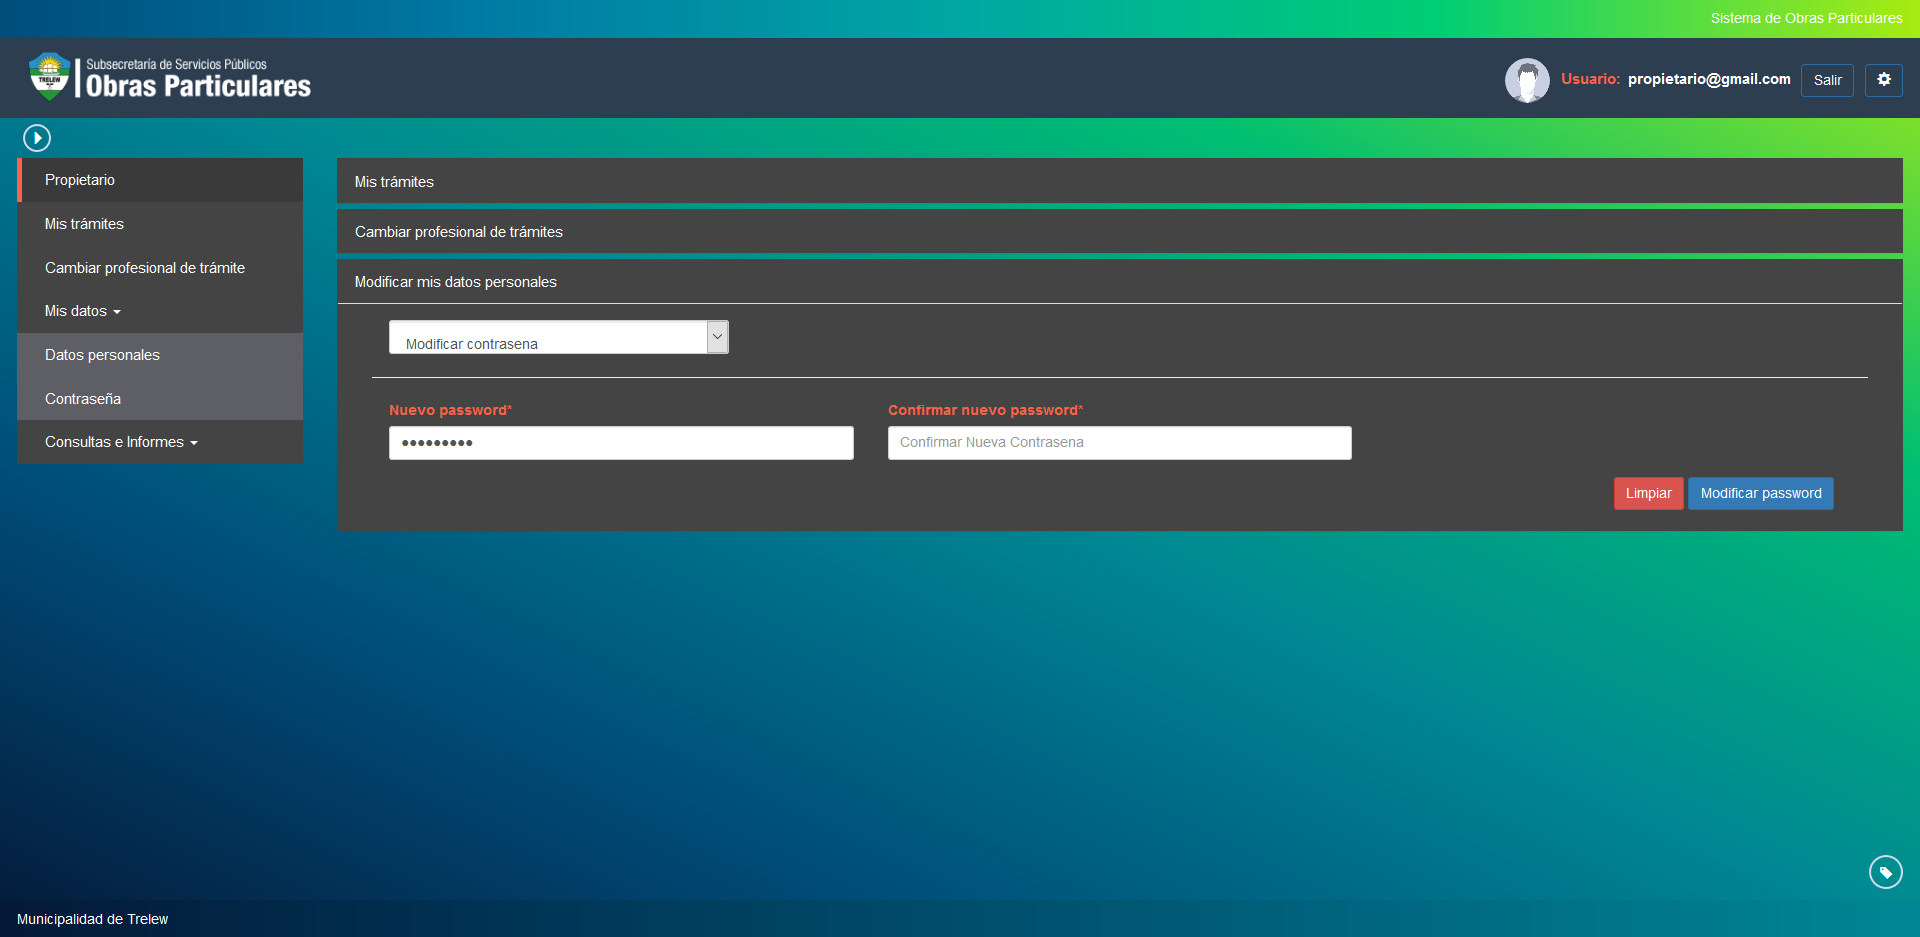 Sistema de Obras Particulares
Subsecretaría de Servicios Públicos
Obras Particulares
TRELEW
Usuario: propietario@gmail.com
Salir
Propietario
Mis trámites
Cambiar profesional de trámite
Mis datos
Datos personales
Contraseña
Consultas e Informes
Mis trámites
Cambiar profesional de trámites
Modificar mis datos personales
Modificar contrasena
Nuevo password*
Confirmar nuevo password*
•••••••••
Confirmar Nueva Contrasena
Limpiar
Modificar password
Municipalidad de Trelew